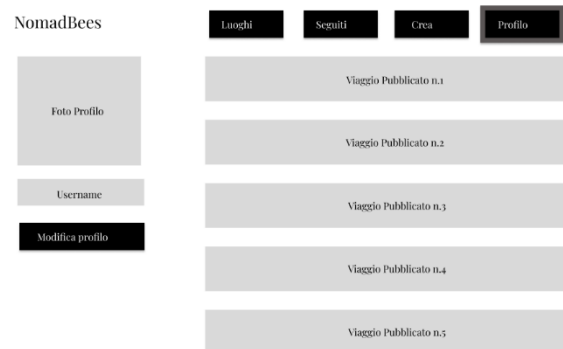 NomadBees
Luoghi
Seguiti
Crea
Profilo
Foto Profilo
Username
Modifica profilo
Viaggio Pubblicato n.1
Viaggio Pubblicato n.2
Viaggio Pubblicato n.3
Viaggio Pubblicato n.4
Viaggio Pubblicato n.5